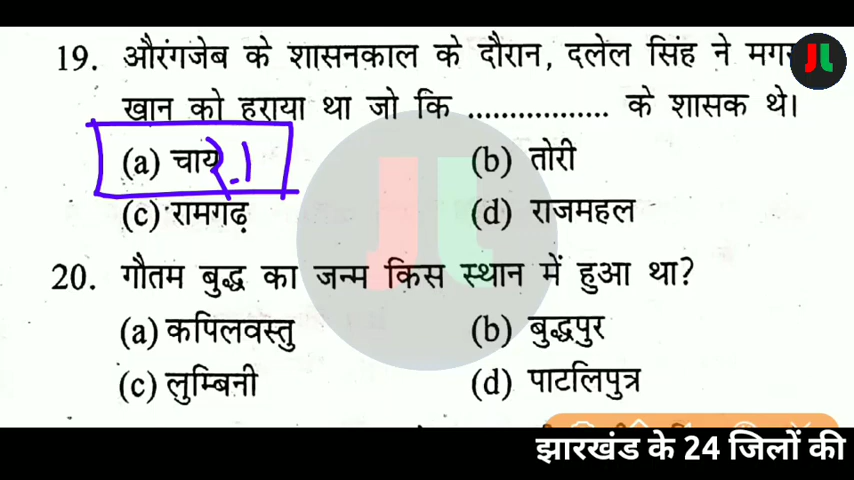 19. औरंगजेब के शासनकाल के दौरान, दलेल सिंह ने मगर
खान को हराया था जो कि .................. के शासक थे।
(a) चाय (b) तोरी
(c) रामगढ़ (d) राजमहल
20. गौतम बुद्ध का जन्म किस स्थान में हुआ था?
(a) कपिलवस्तु (b) बुद्धपुर
(c) लुम्बिनी (d) पाटलिपुत्र
झारखंड के 24 जिलों की